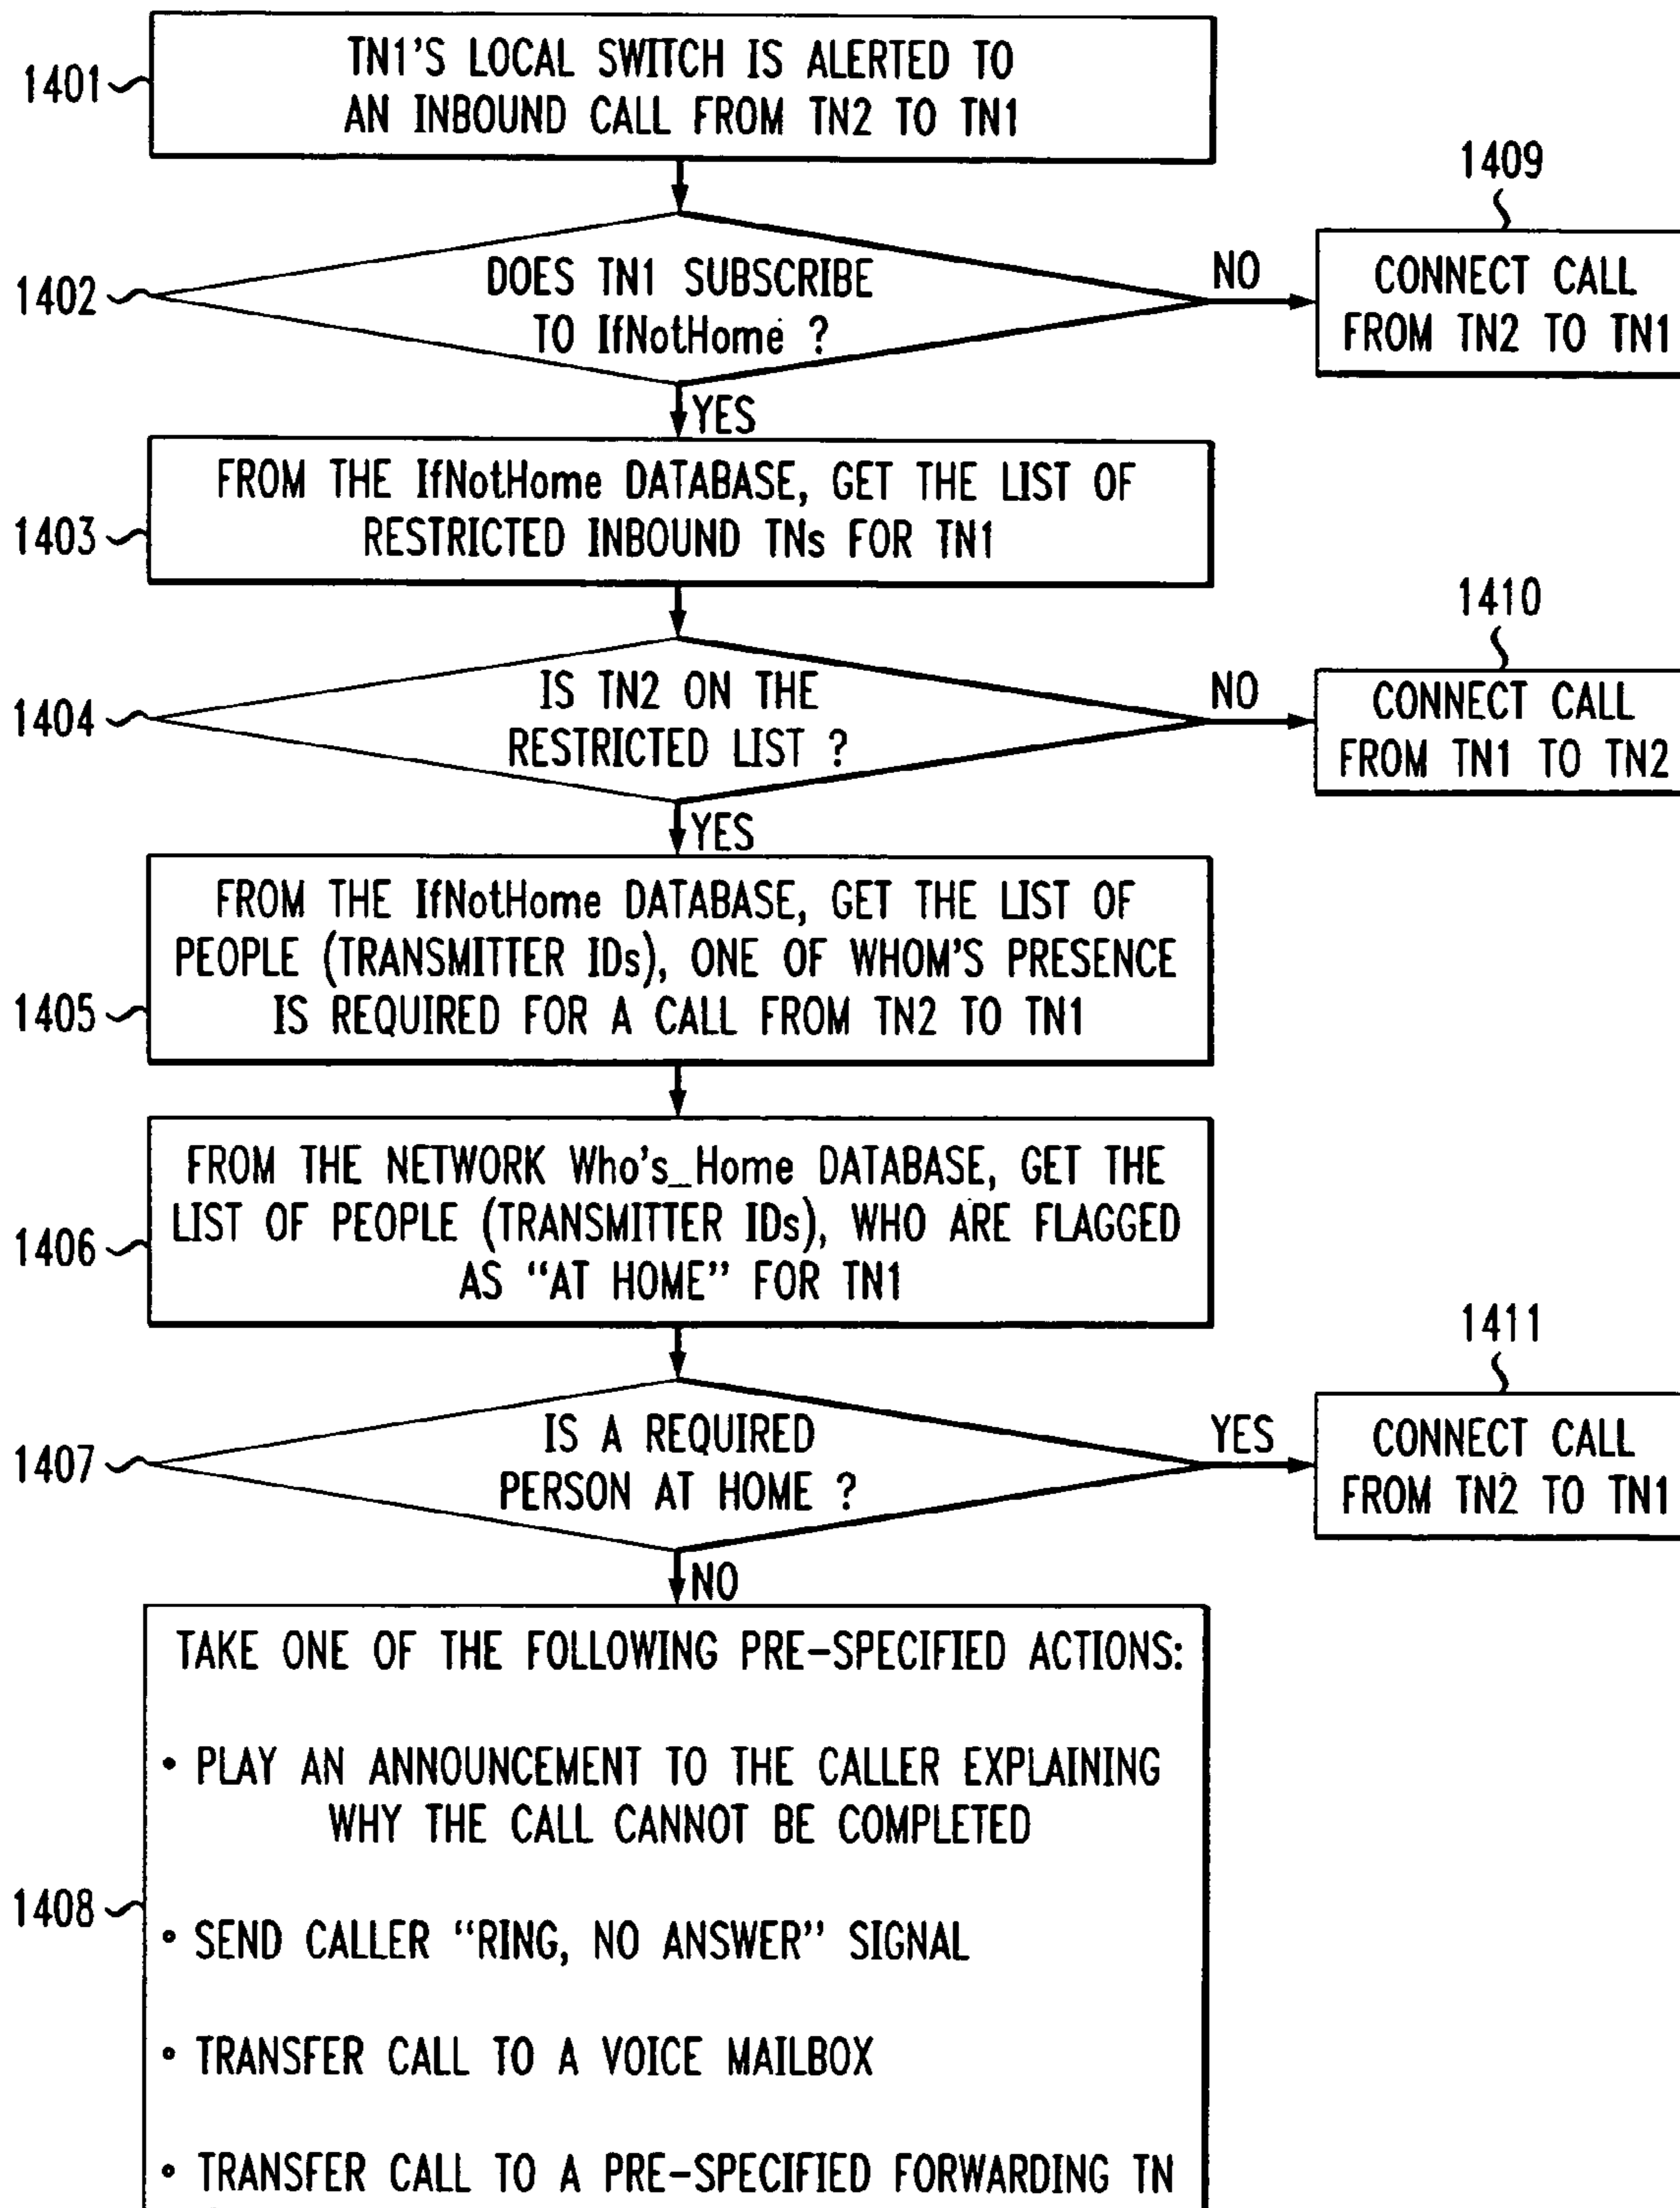 1401
TN1'S LOCAL SWITCH IS ALERTED TO
AN INBOUND CALL FROM TN2 TO TN1
1402
DOES TN1 SUBSCRIBE
TO IfNotHome ?
NO
1409
CONNECT CALL
FROM TN2 TO TN1
YES
1403
FROM THE IfNotHome DATABASE, GET THE LIST OF
RESTRICTED INBOUND TNs FOR TN1
1404
IS TN2 ON THE
RESTRICTED LIST ?
NO
1410
CONNECT CALL
FROM TN1 TO TN2
YES
1405
FROM THE IfNotHome DATABASE, GET THE LIST OF
PEOPLE (TRANSMITTER IDs), ONE OF WHOM'S PRESENCE
IS REQUIRED FOR A CALL FROM TN2 TO TN1
1406
FROM THE NETWORK Who's_Home DATABASE, GET THE
LIST OF PEOPLE (TRANSMITTER IDs), WHO ARE FLAGGED
AS “AT HOME” FOR TN1
1407
IS A REQUIRED
PERSON AT HOME ?
YES
1411
CONNECT CALL
FROM TN2 TO TN1
NO
1408
TAKE ONE OF THE FOLLOWING PRE-SPECIFIED ACTIONS:
• PLAY AN ANNOUNCEMENT TO THE CALLER EXPLAINING
WHY THE CALL CANNOT BE COMPLETED
• SEND CALLER “RING, NO ANSWER” SIGNAL
• TRANSFER CALL TO A VOICE MAILBOX
• TRANSFER CALL TO A PRE-SPECIFIED FORWARDING TN